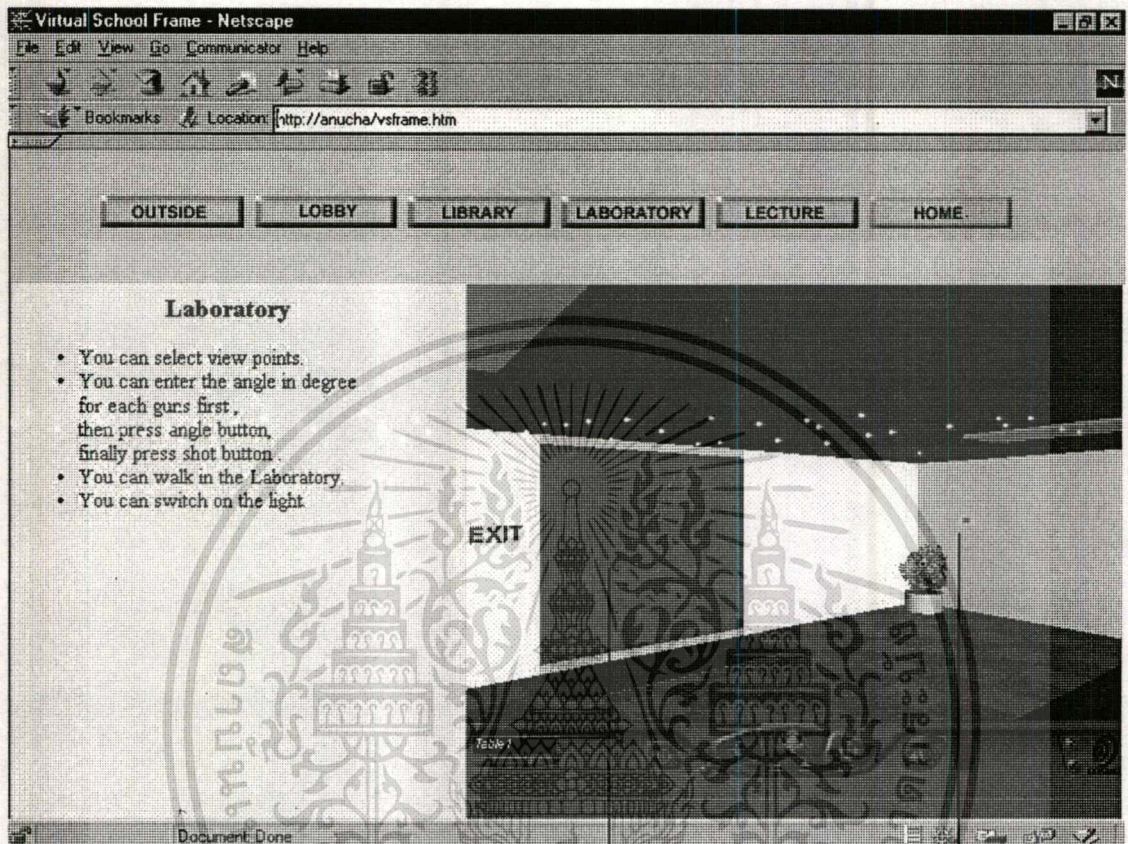 Virtual School Frame - Netscape
File Edit View Go Communicator Help
N
Bookmarks Location: http://anucha/vsframe.htm
OUTSIDE LOBBY LIBRARY LABORATORY LECTURE HOME.
Laboratory
• You can select view points.
• You can enter the angle in degree
for each guns first ,
then press angle button,
finally press shot button .
• You can walk in the Laboratory.
• You can switch on the light
EXIT
Table 1
Document: Done